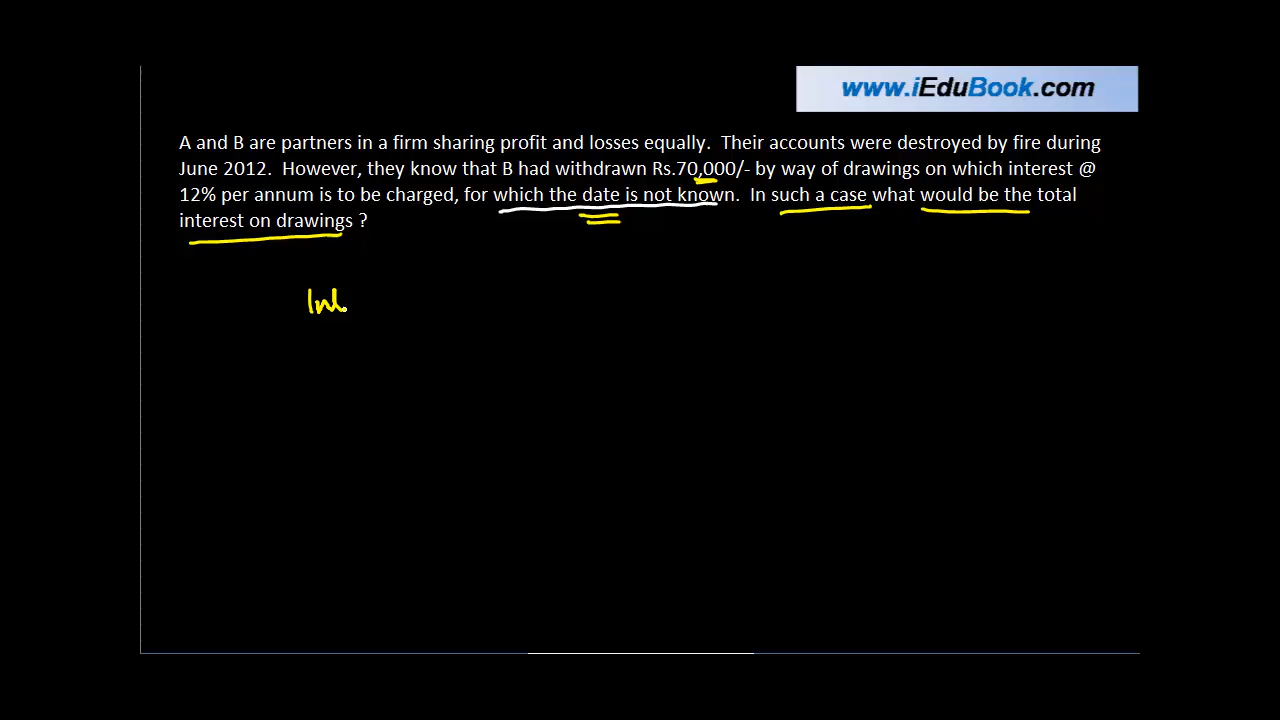 www.iEduBook.com
A and B are partners in a firm sharing profit and losses equally. Their accounts were destroyed by fire during
June 2012. However, they know that B had withdrawn Rs.70,000/- by way of drawings on which interest @
12% per annum is to be charged, for which the date is not known. In such a case what would be the total
interest on drawings ?